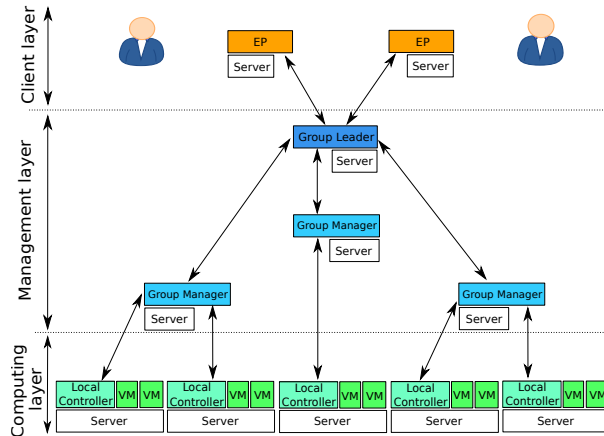 Client layer
EP
Server
EP
Server
Management layer
Group Leader
Server
Group Manager
Server
Group Manager
Server
Group Manager
Server
Computing
layer
Local
Controller
VM
VM
Server
Local
Controller
VM
VM
Server
Local
Controller
VM
VM
Server
Local
Controller
VM
VM
Server
Local
Controller
VM
VM
Server